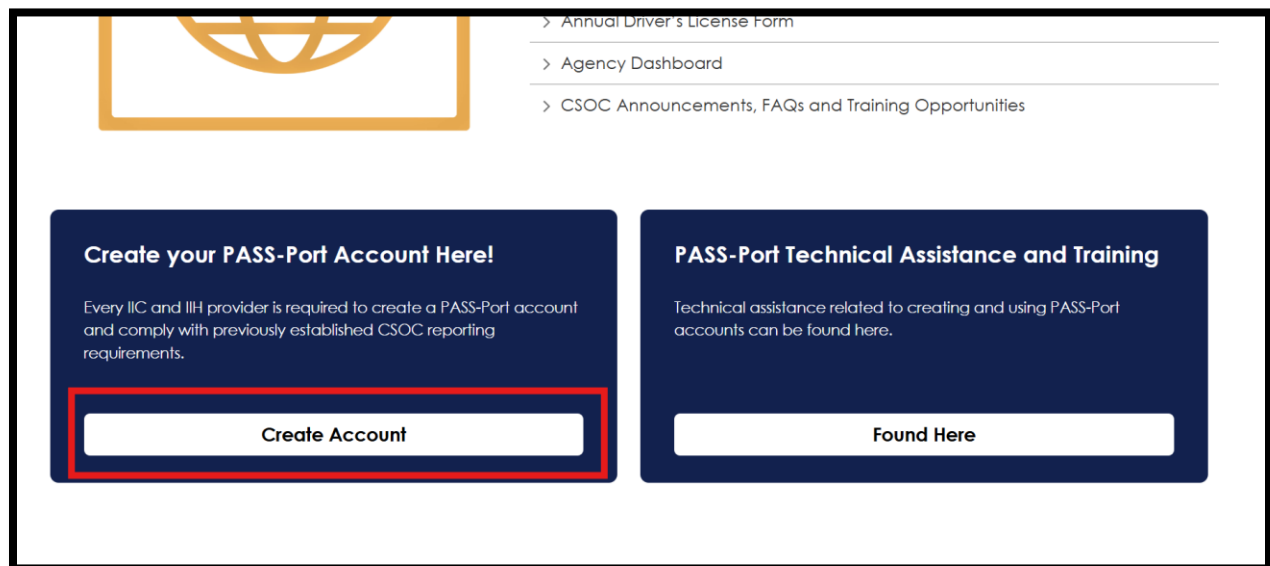 > Annual Driver's License Form
> Agency Dashboard
> CSOC Announcements, FAQs and Training Opportunities
Create your PASS-Port Account Here!
Every IIC and IIH provider is required to create a PASS-Port account
and comply with previously established CSOC reporting
requirements.
Create Account
PASS-Port Technical Assistance and Training
Technical assistance related to creating and using PASS-Port
accounts can be found here.
Found Here